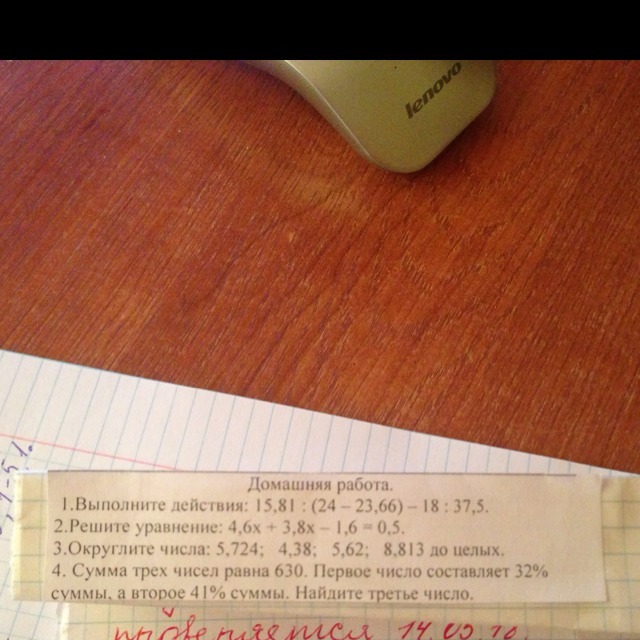 lenovo
Домашняя работа.
1.Выполните действия: 15,81 : (24 – 23,66) – 18 : 37,5.
2.Решите уравнение: 4,6х + 3,8х – 1,6 = 0,5.
3.Округлите числа: 5,724; 4,38; 5,62; 8,813 до целых.
4. Сумма трех чисел равна 630. Первое число составляет 32%
суммы, а второе 41% суммы. Найдите третье число.